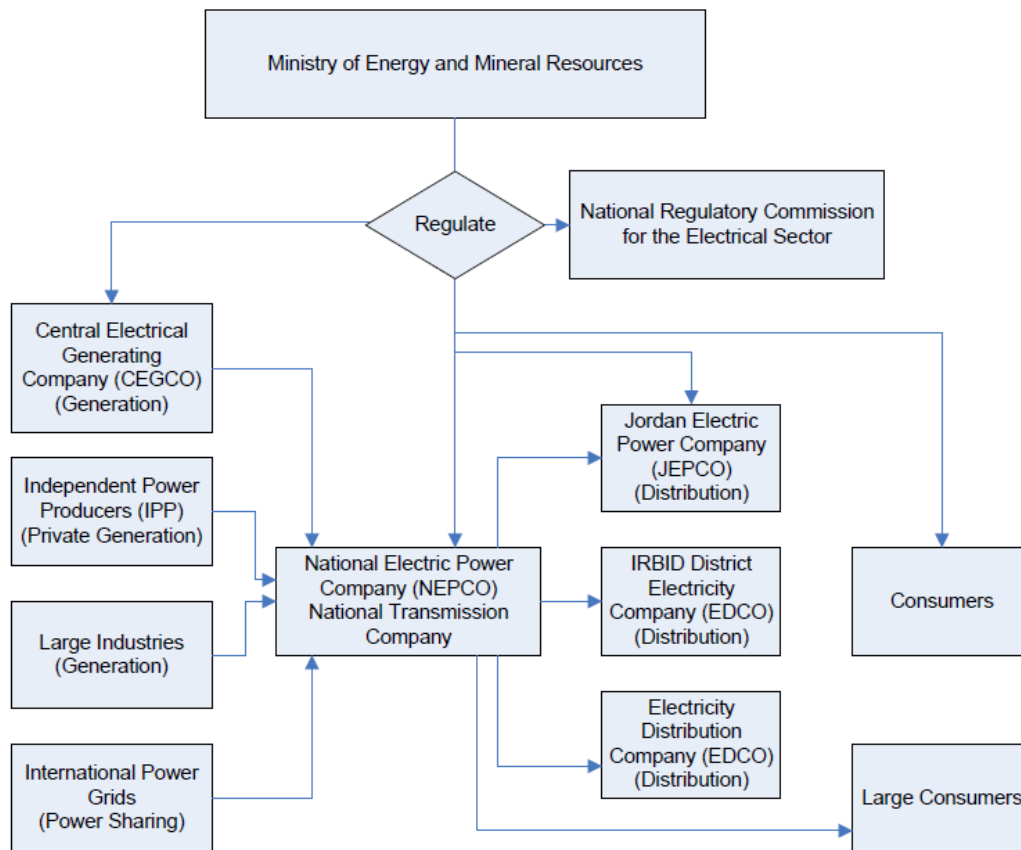 Ministry of Energy and Mineral Resources
Regulate
National Regulatory Commission
for the Electrical Sector
Central Electrical
Generating
Company (CEGCO)
(Generation)
Jordan Electric
Power Company
(JEPCO)
(Distribution)
Independent Power
Producers (IPP)
(Private Generation)
National Electric Power
Company (NEPCO)
National Transmission
Company
IRBID District
Electricity
Company (EDCO)
(Distribution)
Consumers
Large Industries
(Generation)
Electricity
Distribution
Company (EDCO)
(Distribution)
International Power
Grids
(Power Sharing)
Large Consumers